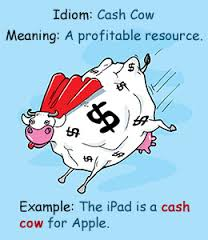 Idiom: Cash Cow
Meaning: A profitable resource.
$
$
$
$
$
$
$
Example: The iPad is a cash
cow for Apple.